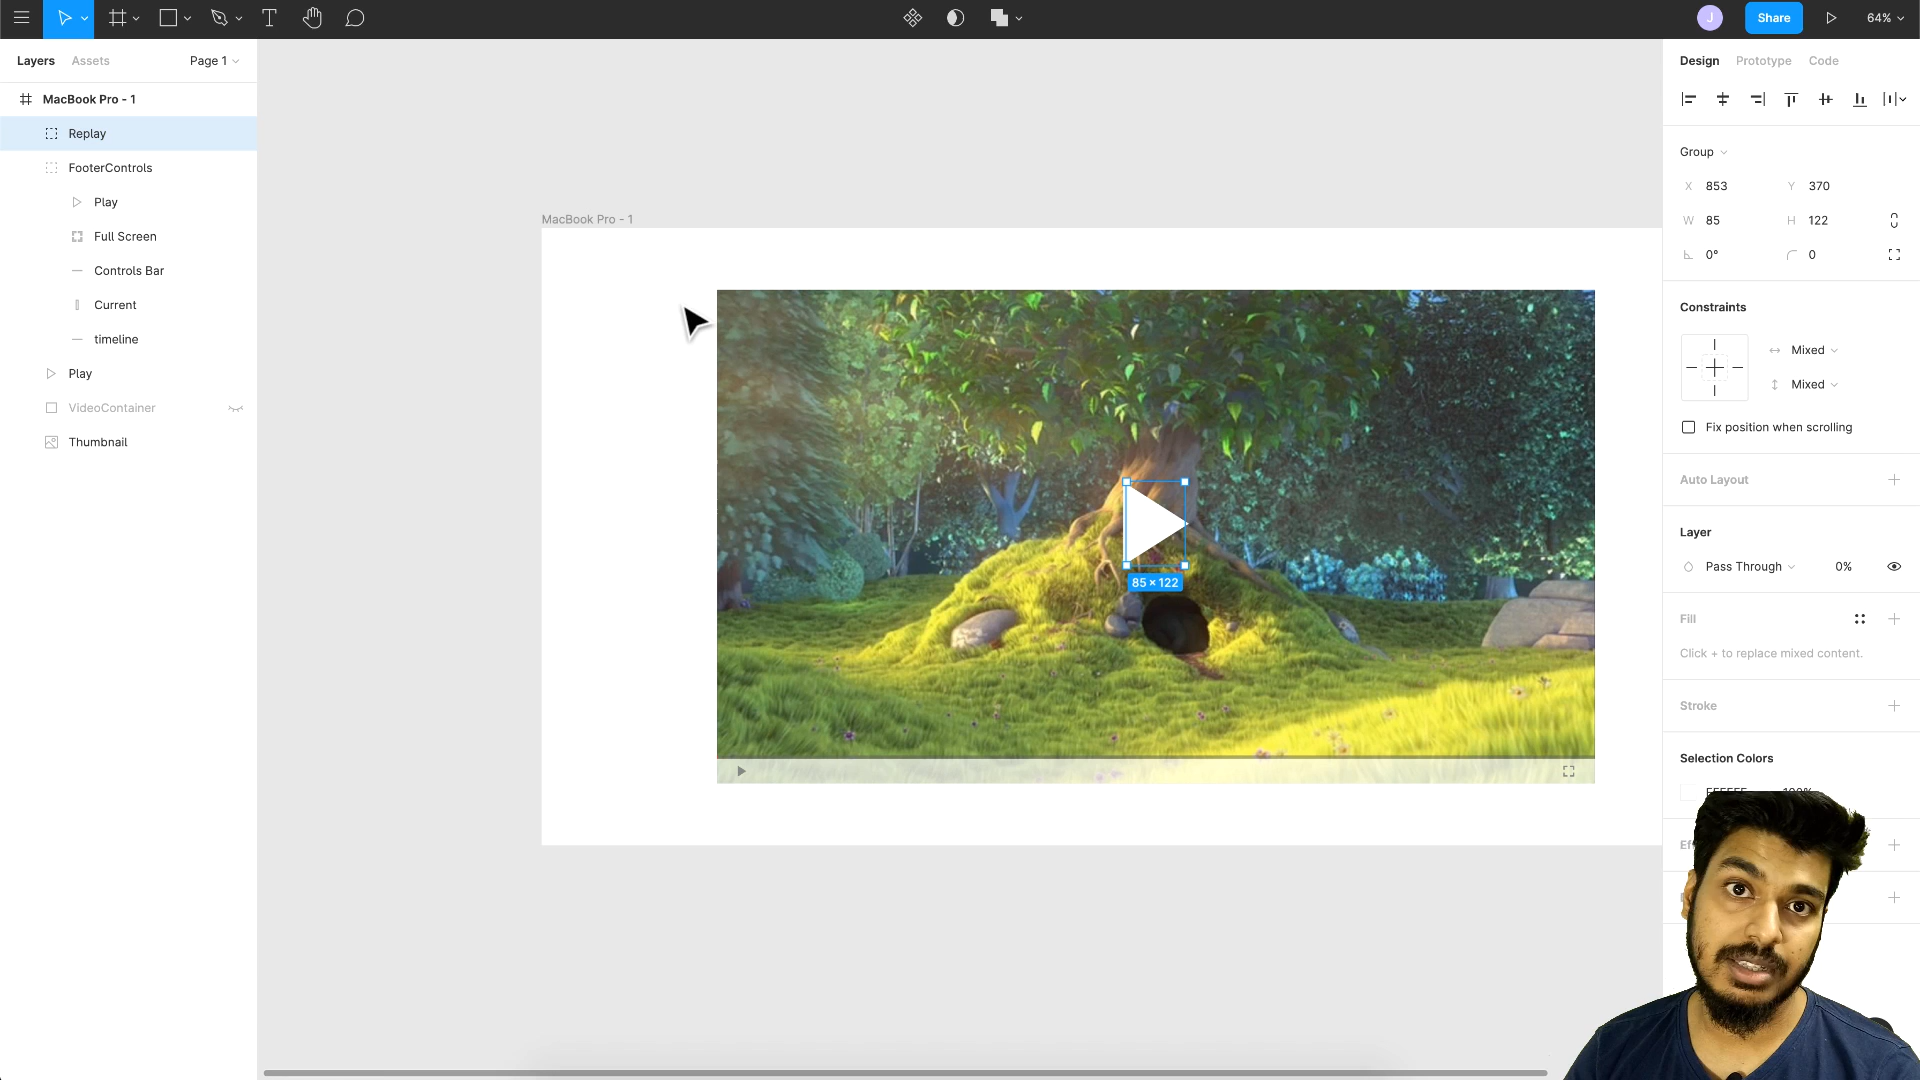 J
Share
64%
Layers
Assets
Page 1
MacBook Pro - 1
Replay
FooterControls
Play
Full Screen
Controls Bar
Current
timeline
Play
VideoContainer
Thumbnail
MacBook Pro - 1
85 × 122
Design
Prototype
Code
Group
X 853
Y 370
W 85
H 122
0°
0
Constraints
Mixed
Mixed
Fix position when scrolling
Auto Layout
Layer
Pass Through
0%
Fill
Click + to replace mixed content.
Stroke
Selection Colors